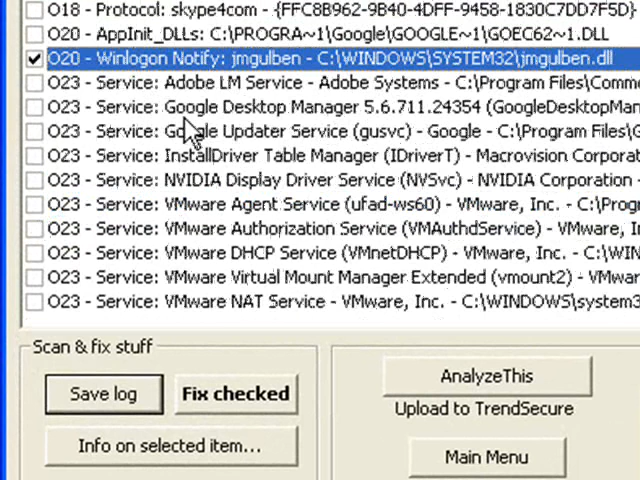 O18 - Protocol: skype4com - {FFC8B962-9B40-4DFF-9458-1830C7DD7F5D}
O20 - AppInit_DLLs: C:\PROGRA~1\Google\GOOGLE~1\GOEC62~1.DLL
O20 - Winlogon Notify: jmgulben - C:\WINDOWS\SYSTEM32\jmgulben.dll
O23 - Service: Adobe LM Service - Adobe Systems - C:\Program Files\Comm
O23 - Service: Google Desktop Manager 5.6.711.24354 (GoogleDesktopMan
O23 - Service: Google Updater Service (gusvc) - Google - C:\Program Files\G
O23 - Service: InstallDriver Table Manager (IDriverT) - Macrovision Corporat
O23 - Service: NVIDIA Display Driver Service (NVSvc) - NVIDIA Corporation -
O23 - Service: VMware Agent Service (ufad-ws60) - VMware, Inc. - C:\Progr
O23 - Service: VMware Authorization Service (VMAuthdService) - VMware, I
O23 - Service: VMware DHCP Service (VMnetDHCP) - VMware, Inc. - C:\WIN
O23 - Service: VMware Virtual Mount Manager Extended (vmount2) - VMwar
O23 - Service: VMware NAT Service - VMware, Inc. - C:\WINDOWS\system3
Scan & fix stuff
Save log
Fix checked
Info on selected item...
AnalyzeThis
Upload to TrendSecure
Main Menu